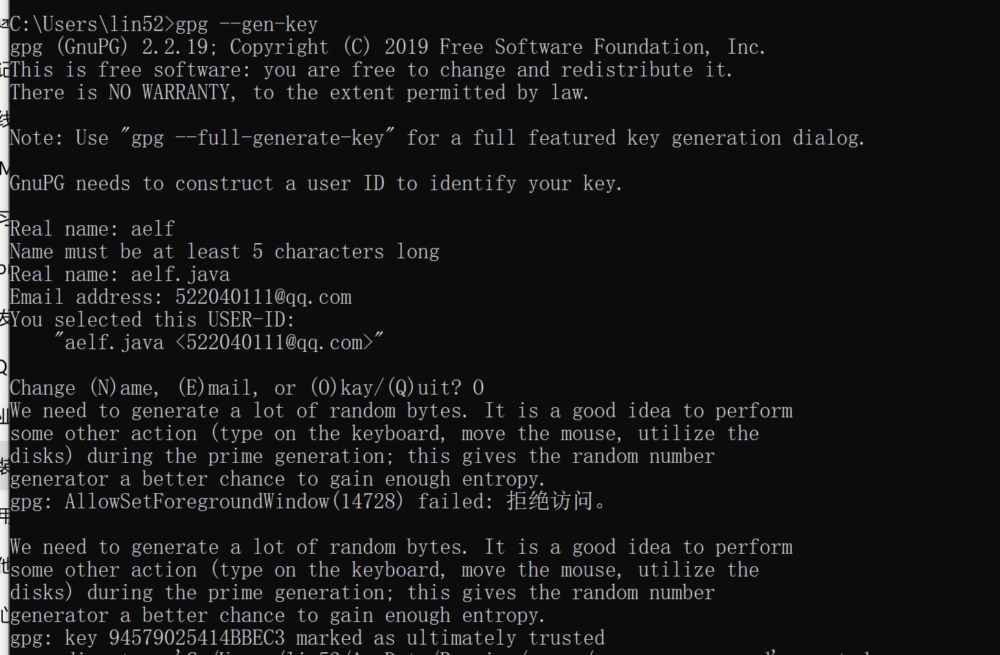 C:\Users\lin52>gpg --gen-key
gpg (GnuPG) 2.2.19; Copyright (C) 2019 Free Software Foundation, Inc.
This is free software: you are free to change and redistribute it.
There is NO WARRANTY, to the extent permitted by law.
Note: Use "gpg --full-generate-key" for a full featured key generation dialog.
GnuPG needs to construct a user ID to identify your key.
Real name: aelf
Name must be at least 5 characters long
Real name: aelf.java
Email address: 522040111@qq.com
You selected this USER-ID:
"aelf.java <522040111@qq.com>"
Change (N)ame, (E)mail, or (O)kay/(Q)uit? O
We need to generate a lot of random bytes. It is a good idea to perform
some other action (type on the keyboard, move the mouse, utilize the
disks) during the prime generation; this gives the random number
generator a better chance to gain enough entropy.
gpg: AllowSetForegroundWindow(14728) failed: 拒绝访问。
We need to generate a lot of random bytes. It is a good idea to perform
some other action (type on the keyboard, move the mouse, utilize the
disks) during the prime generation; this gives the random number
generator a better chance to gain enough entropy.
gpg: key 94579025414BBEC3 marked as ultimately trusted